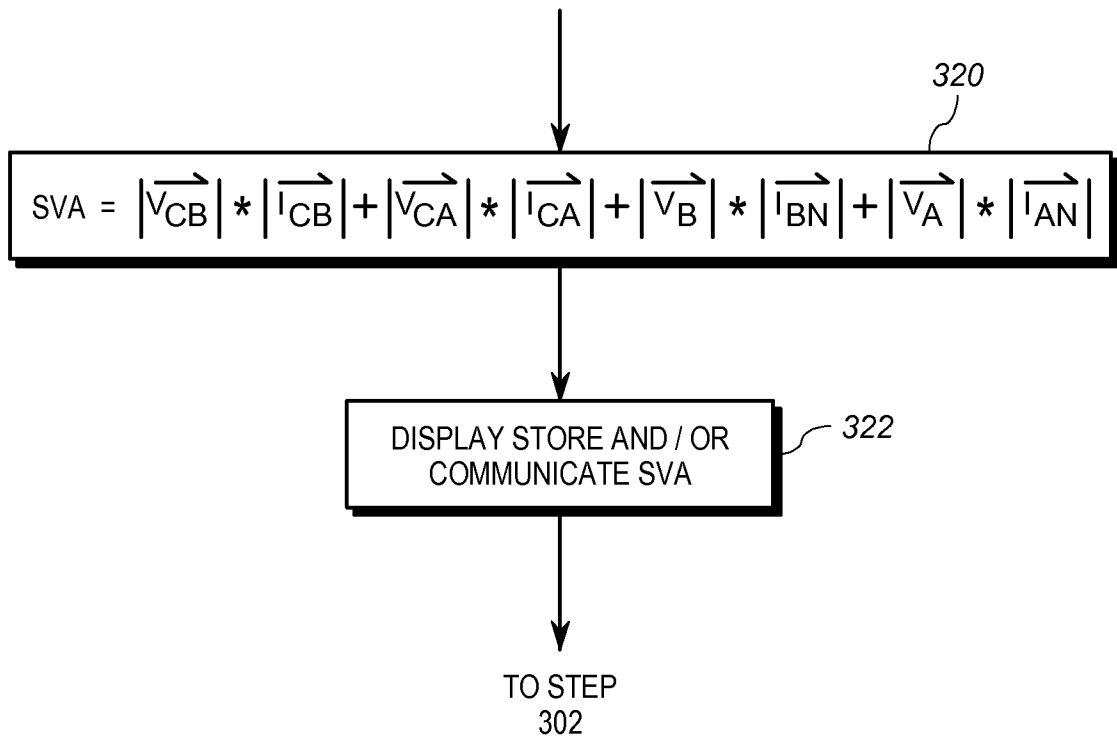 320
SVA = |V_CB| * |I_CB| + |V_CA| * |I_CA| + |V_B| * |I_BN| + |V_A| * |I_AN|
DISPLAY STORE AND / OR
COMMUNICATE SVA
322
TO STEP
302